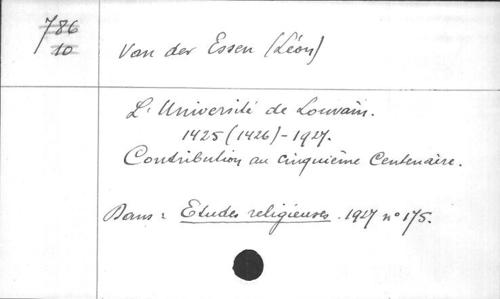 786
10
Van der Essen (Léon)
L'Université de Louvain.
1425 (1426) - 1927.
Contribution au cinquième Centenaire.
Dans : Etudes religieuses. 1927 n° 175.